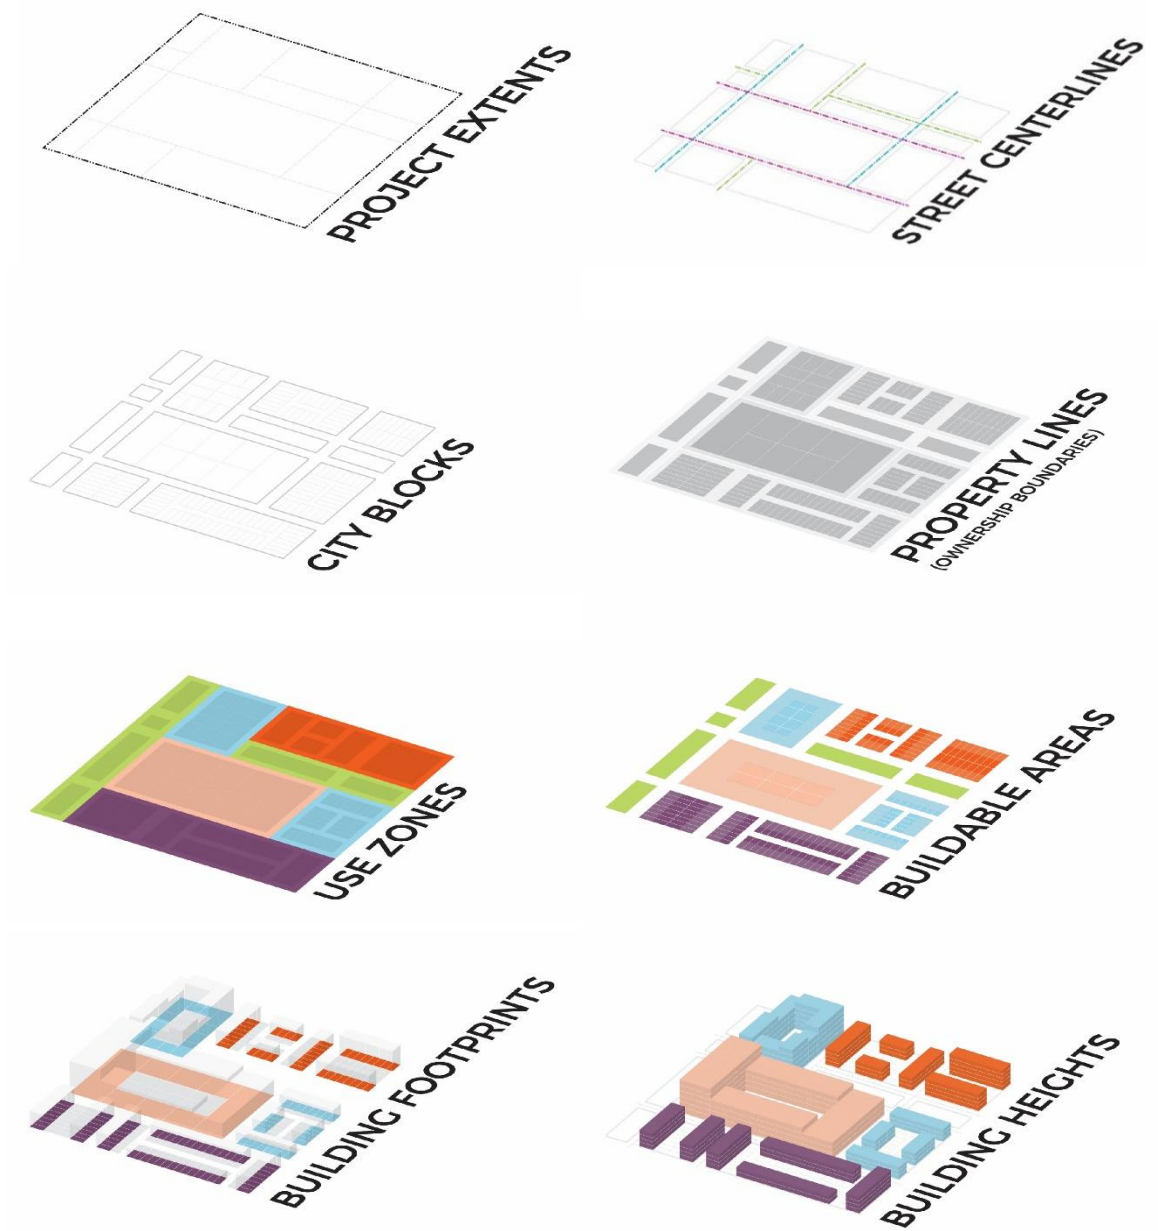 PROJECT EXTENTS
STREET CENTERLINES
CITY BLOCKS
PROPERTY LINES
(OWNERSHIP BOUNDARIES)
USE ZONES
BUILDABLE AREAS
BUILDING FOOTPRINTS
BUILDING HEIGHTS